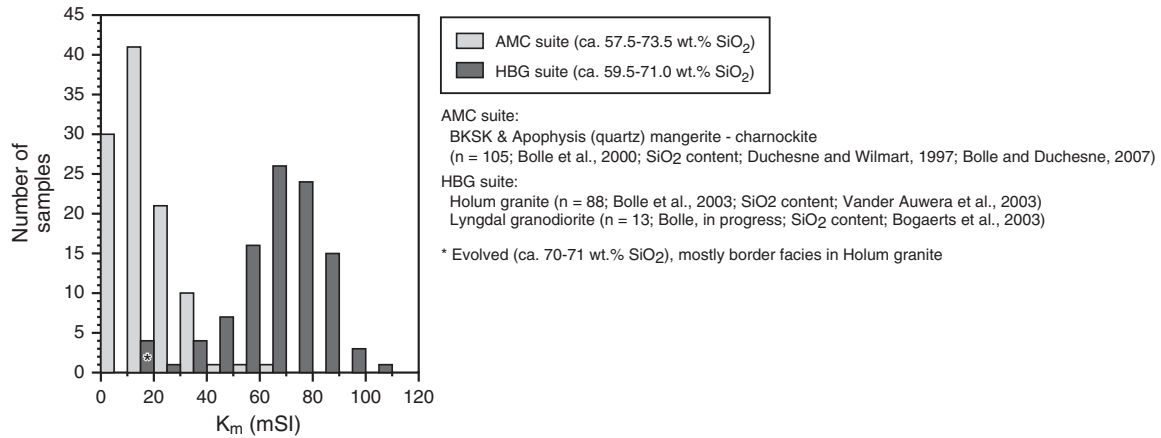 45
40
35
30
25
20
15
10
5
0
Number of
samples
*
0 20 40 60 80 100 120
Km (mSI)
AMC suite (ca. 57.5-73.5 wt.% SiO2)
HBG suite (ca. 59.5-71.0 wt.% SiO2)
AMC suite:
BKSK & Apophysis (quartz) mangerite - charnockite
(n = 105; Bolle et al., 2000; SiO2 content; Duchesne and Wilmart, 1997; Bolle and Duchesne, 2007)
HBG suite:
Holum granite (n = 88; Bolle et al., 2003; SiO2 content; Vander Auwera et al., 2003)
Lyngdal granodiorite (n = 13; Bolle, in progress; SiO2 content; Bogaerts et al., 2003)
* Evolved (ca. 70-71 wt.% SiO2), mostly border facies in Holum granite